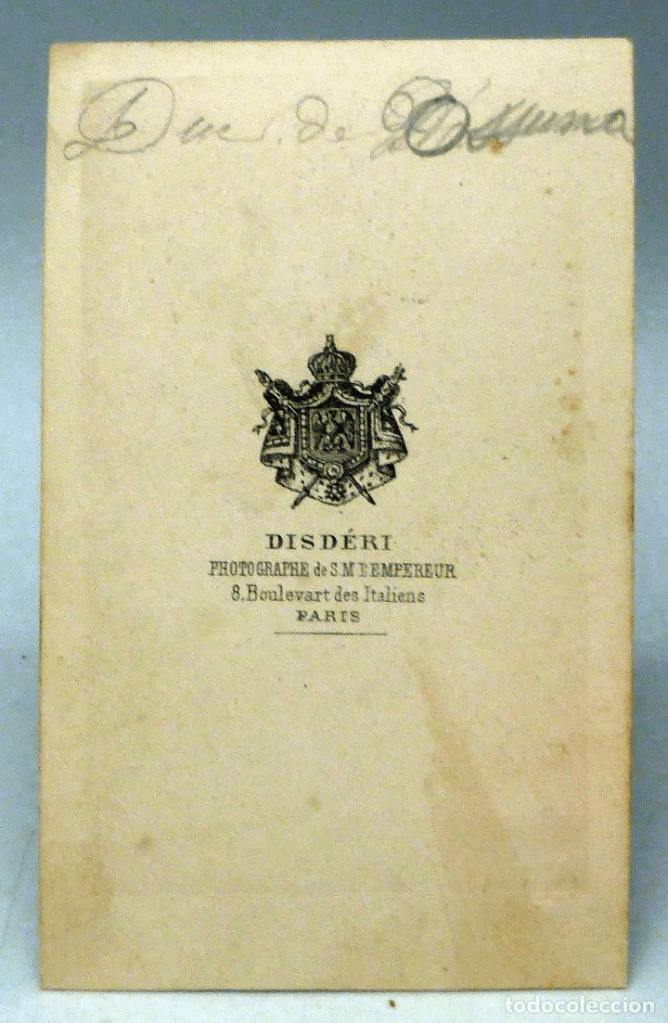 Duc. de Ossuna
DISDÉRI
PHOTOGRAPHE de S.M L'EMPEREUR
8, Boulevart des Italiens
PARIS
todocoleccion